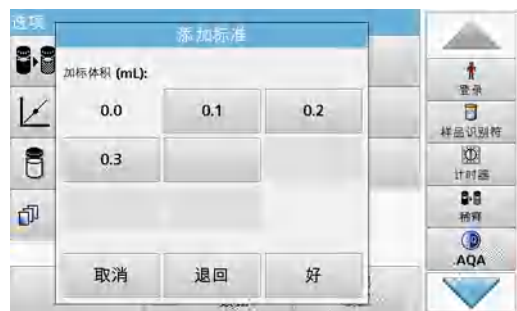 选项
添加标准
加标体积 (mL):
0.0
0.1
0.2
0.3
取消
退回
好
登录
样品识别符
计时器
稀释
AQA